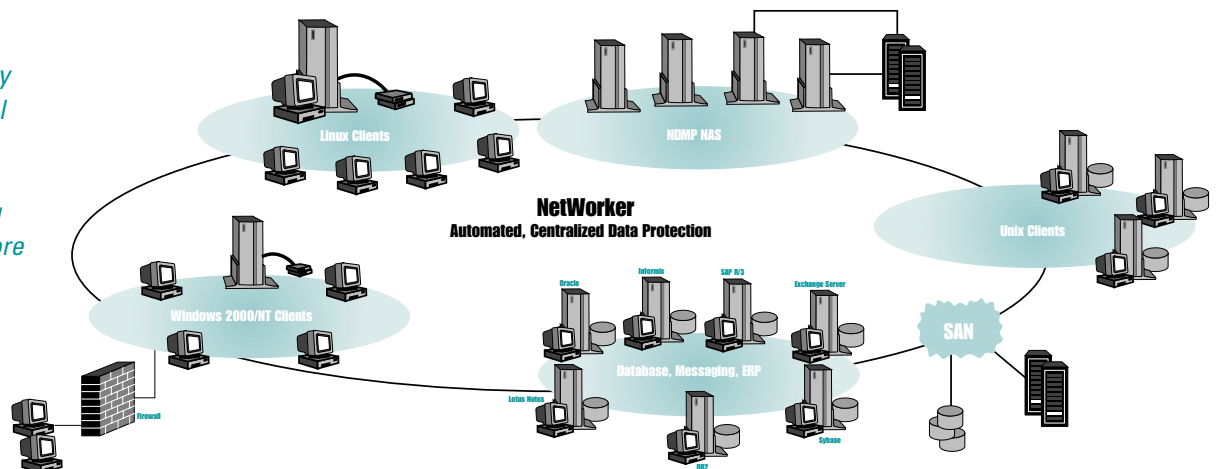 Linux Clients
NDMP NAS
NetWorker
Automated, Centralized Data Protection
Unix Clients
Windows 2000/NT Clients
Firewall
Oracle
Informix
SAP R/3
Exchange Server
Database, Messaging, ERP
Lotus Notes
DB2
Sybase
SAN